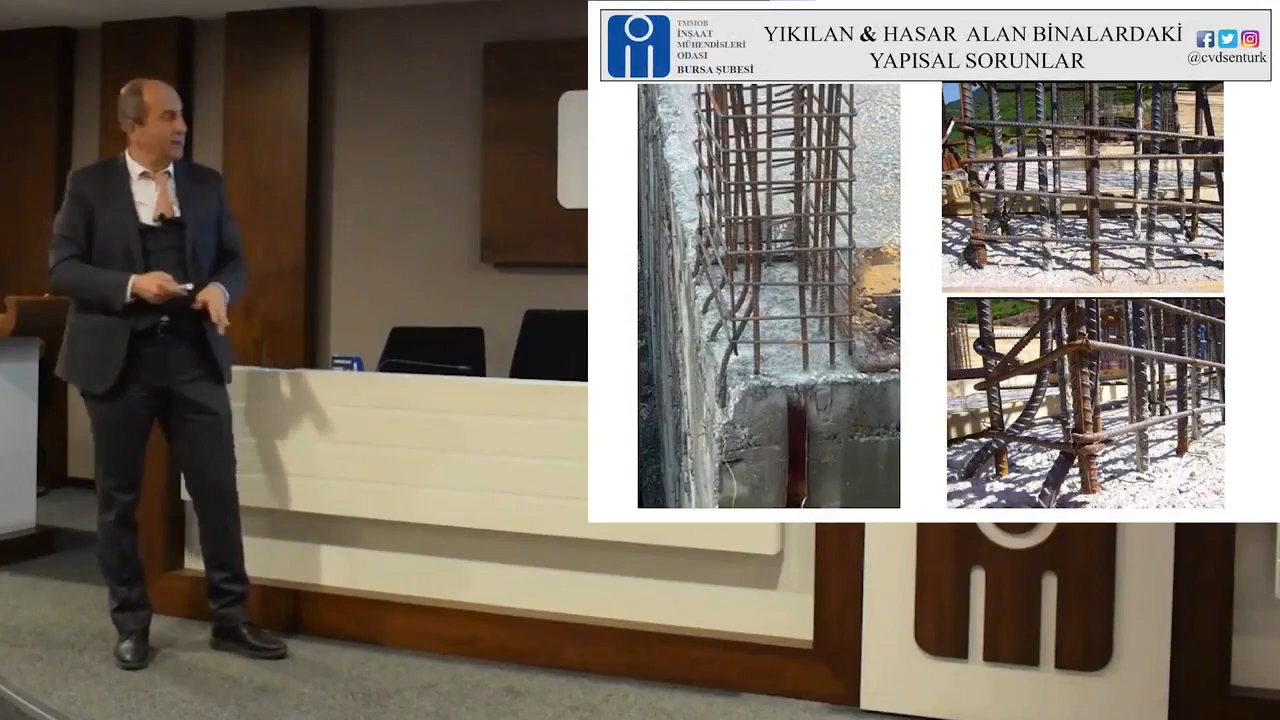 TMMOB
İNŞAAT
MÜHENDİSLERİ
ODASI
BURSA ŞUBESİ
YIKILAN & HASAR ALAN BİNALARDAKİ
YAPISAL SORUNLAR
@cvdsenturk